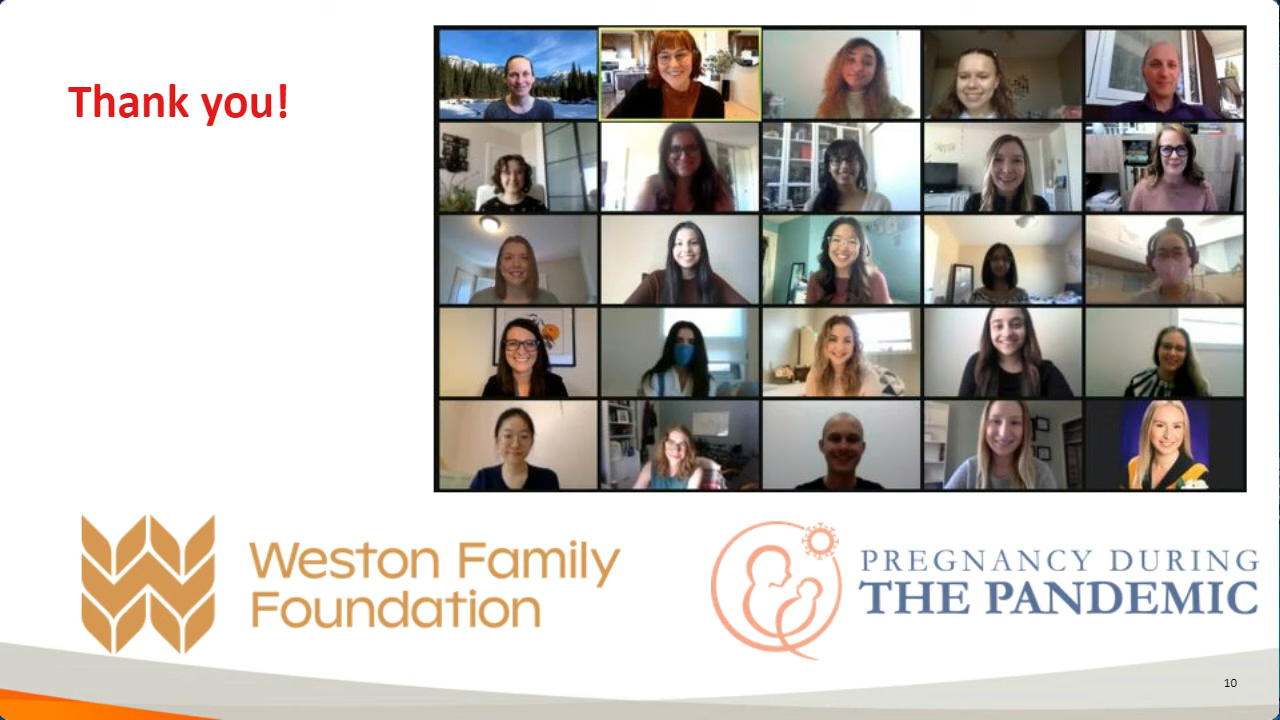 Thank you!
Weston Family
Foundation
PREGNANCY DURING
THE PANDEMIC
10